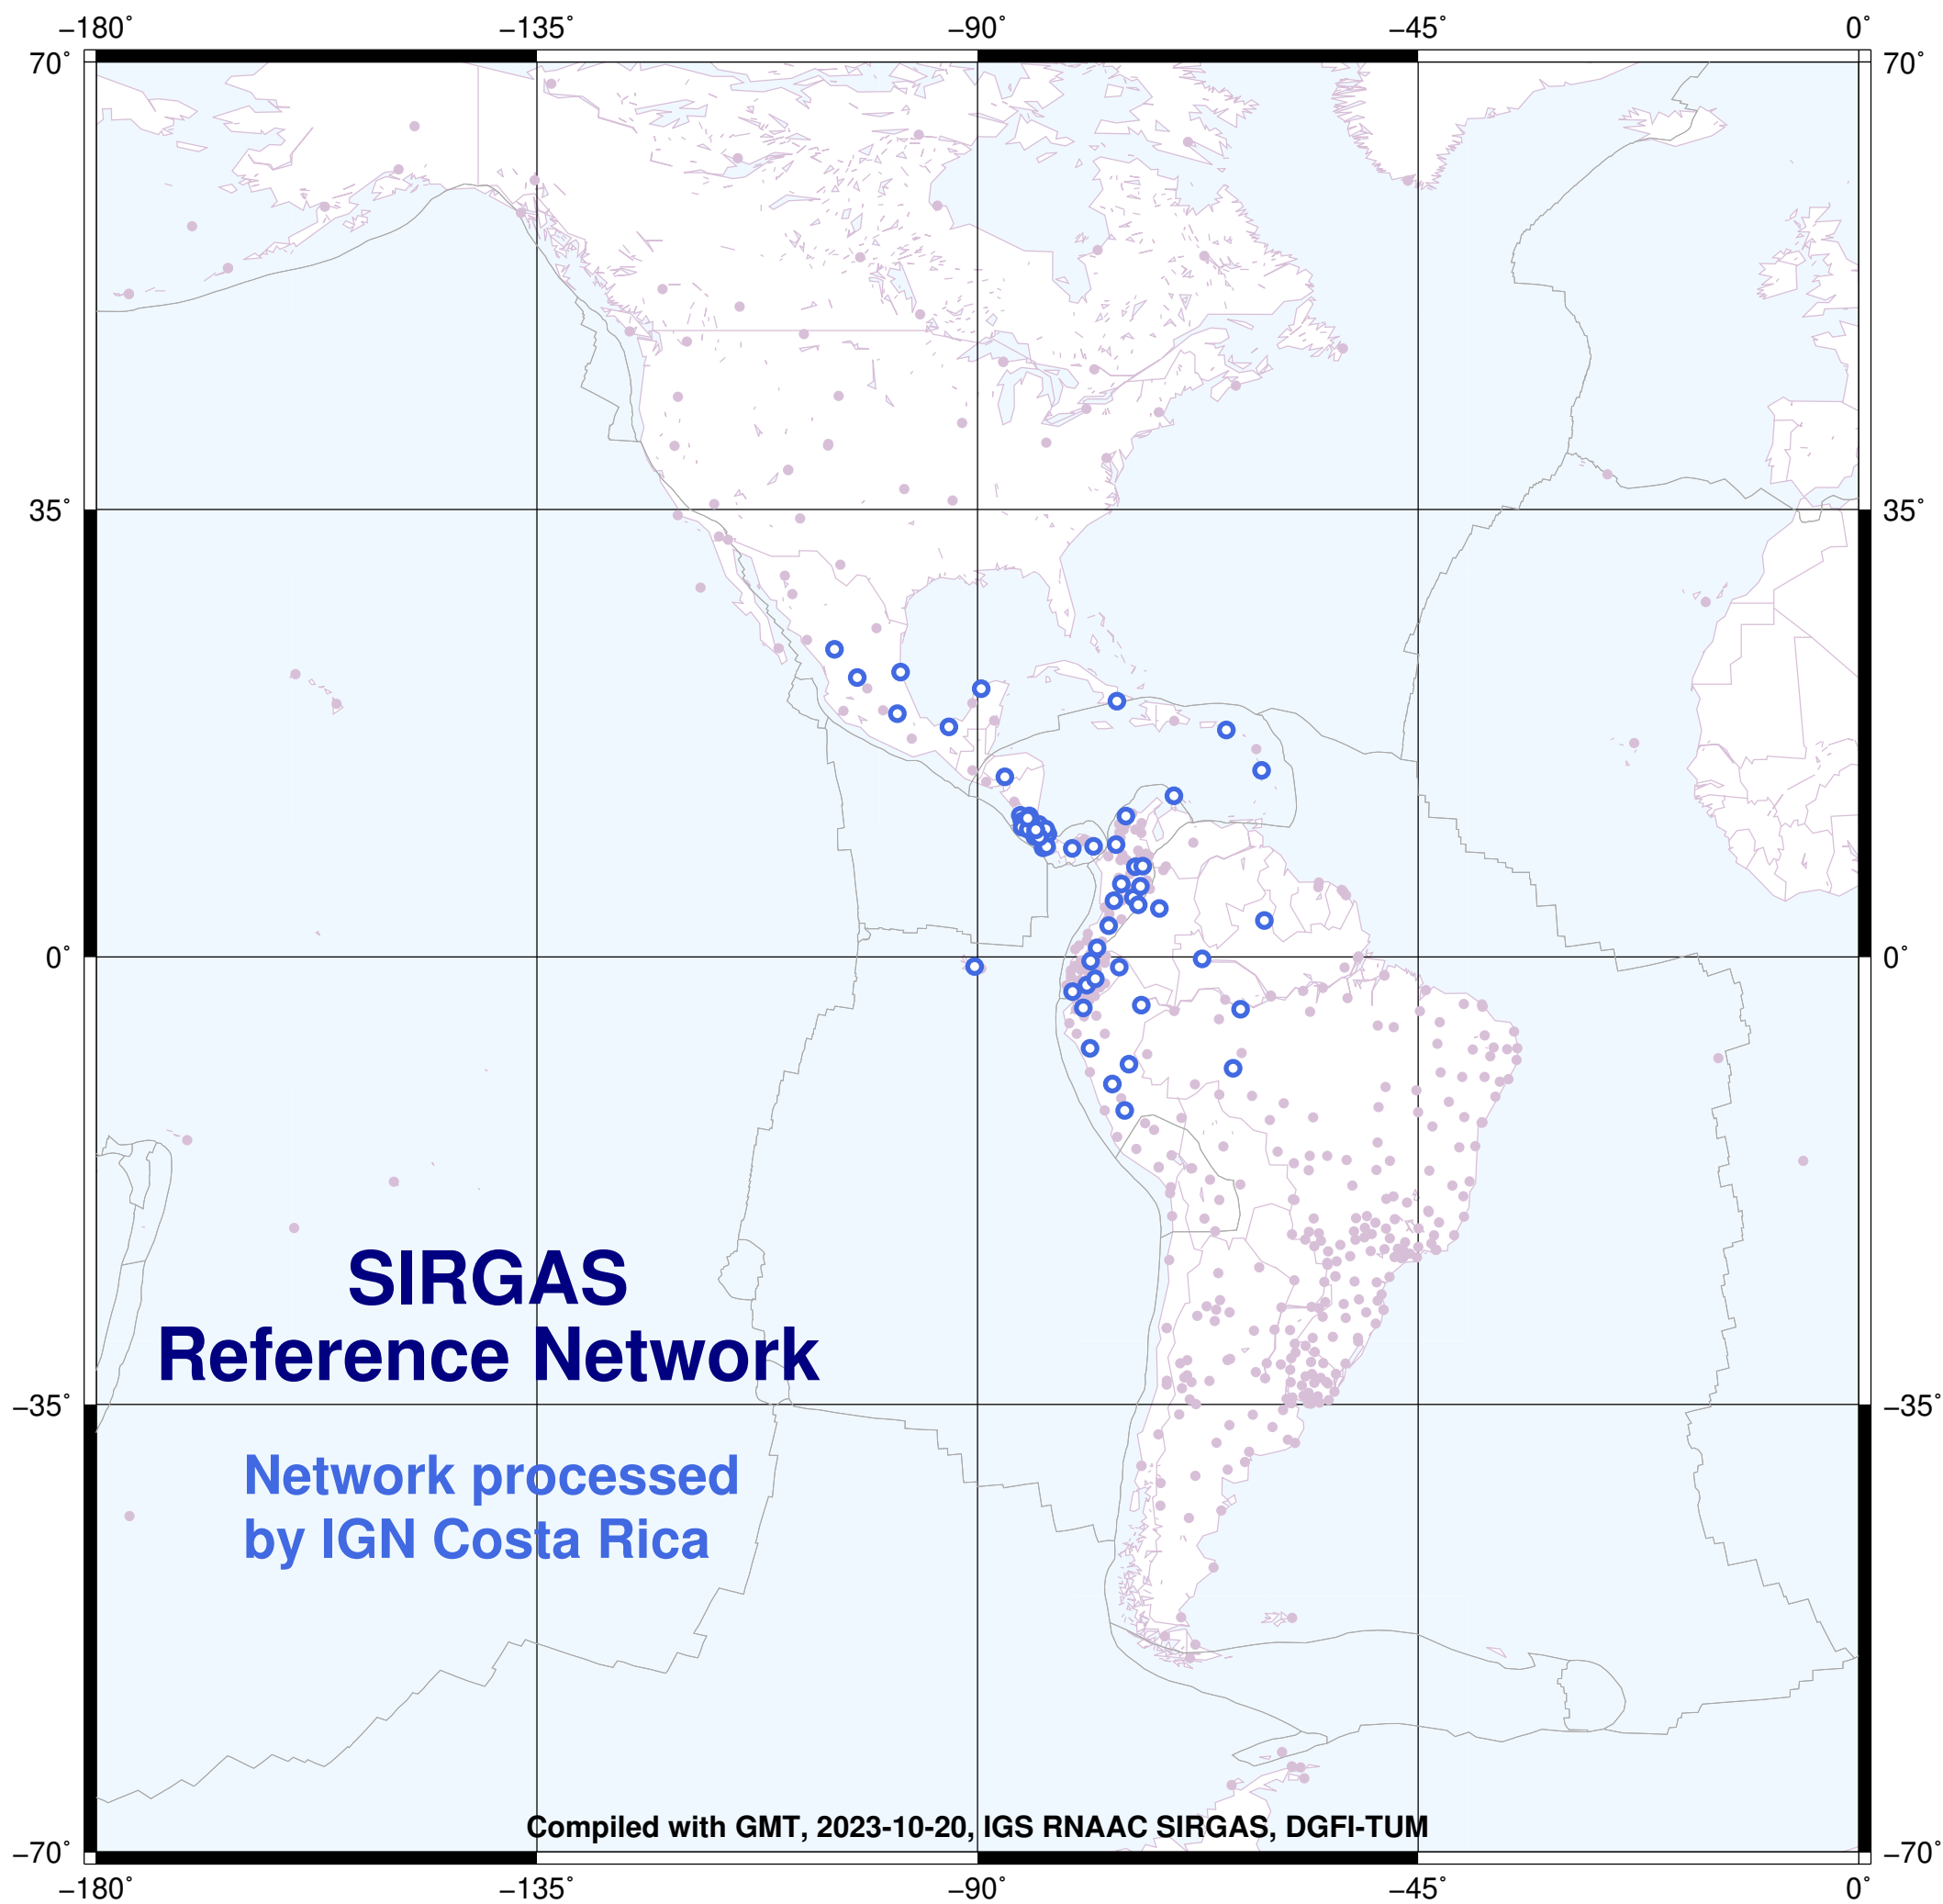 −180˚ −135˚ −90˚ −45˚ 0˚
70˚ 70˚
35˚ 35˚
0˚ 0˚
SIRGAS
Reference Network
−35˚ −35˚
Network processed
by IGN Costa Rica
Compiled with GMT, 2023-10-20, IGS RNAAC SIRGAS, DGFI-TUM
−70˚ −70˚
−180˚ −135˚ −90˚ −45˚ 0˚